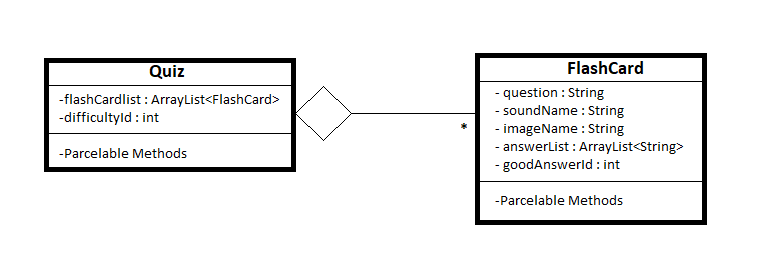 Quiz
-flashCardlist : ArrayList<FlashCard>
-difficultyId : int
-Parcelable Methods
*
FlashCard
- question : String
- soundName : String
- imageName : String
- answerList : ArrayList<String>
- goodAnswerId : int
-Parcelable Methods